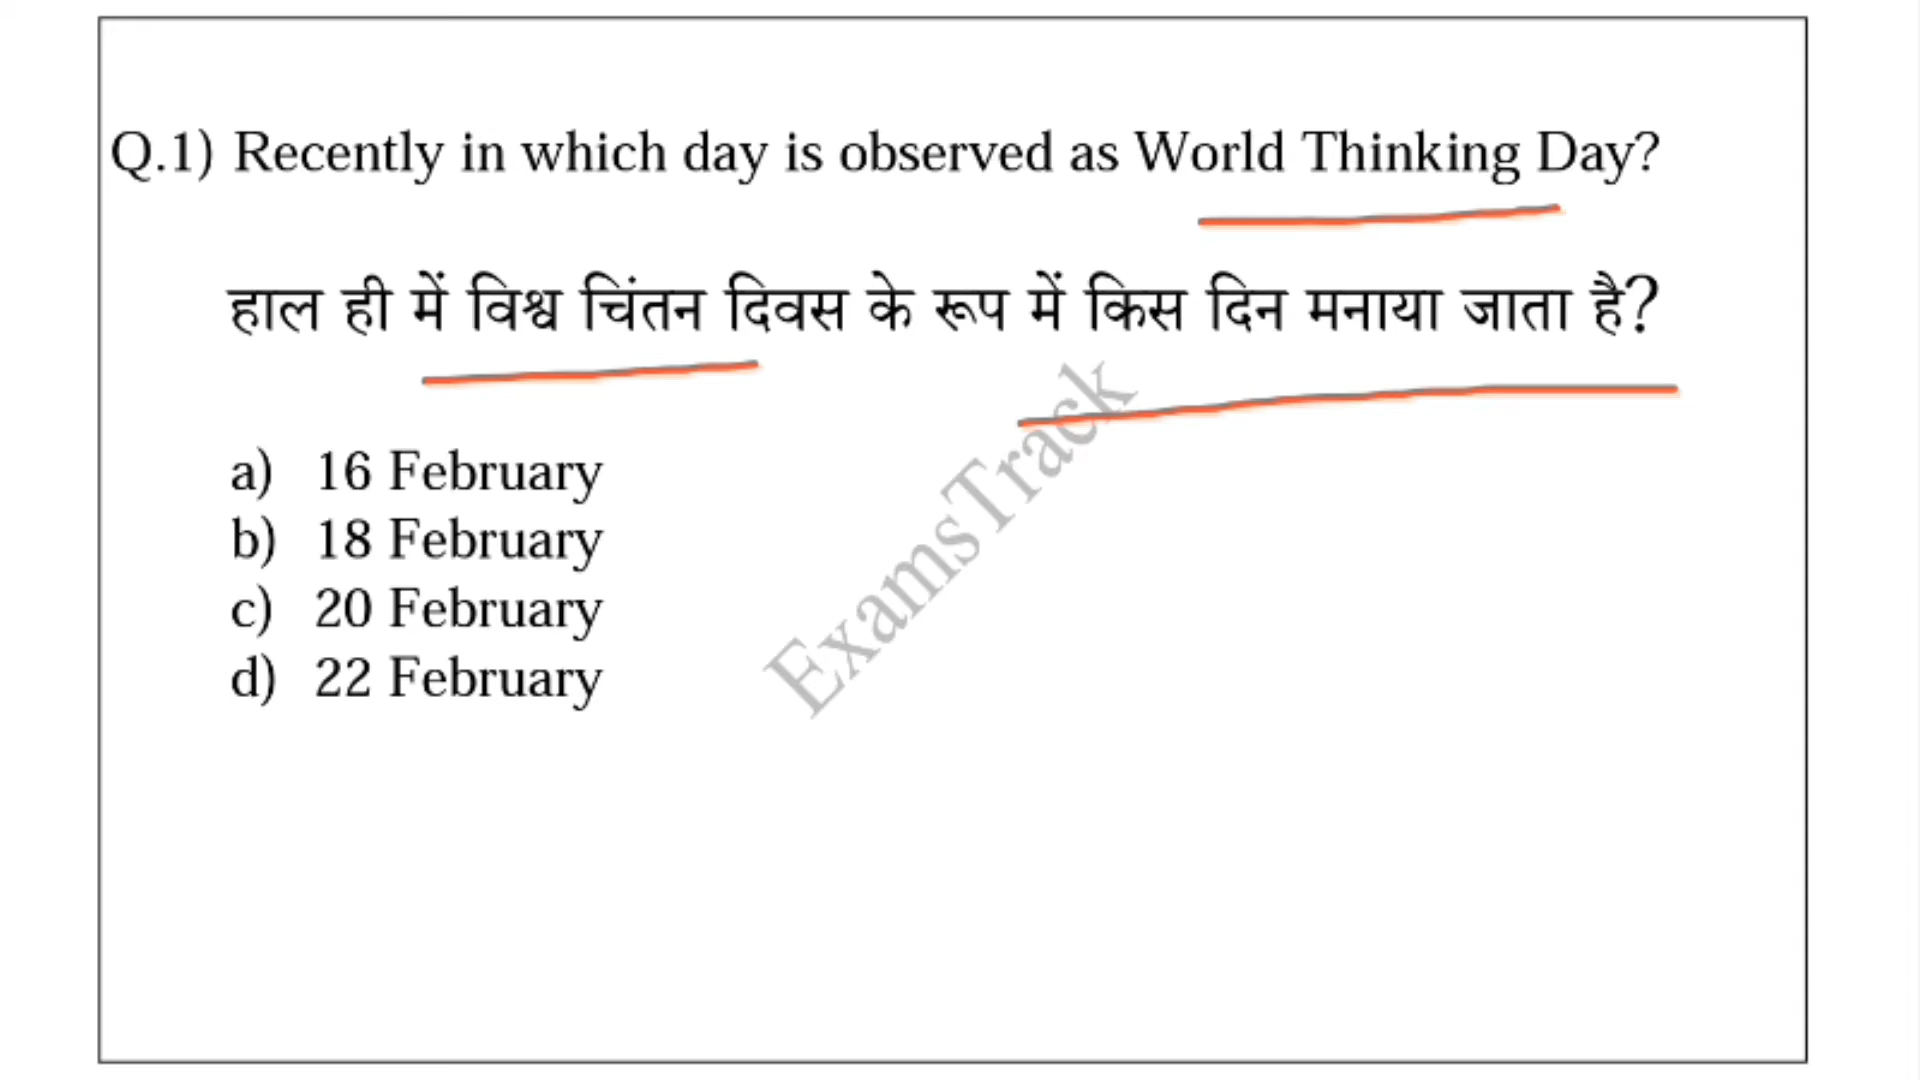 Q.1) Recently in which day is observed as World Thinking Day?
हाल ही में विश्व चिंतन दिवस के रूप में किस दिन मनाया जाता है?
a) 16 February
b) 18 February
c) 20 February
d) 22 February
ExamsTrack